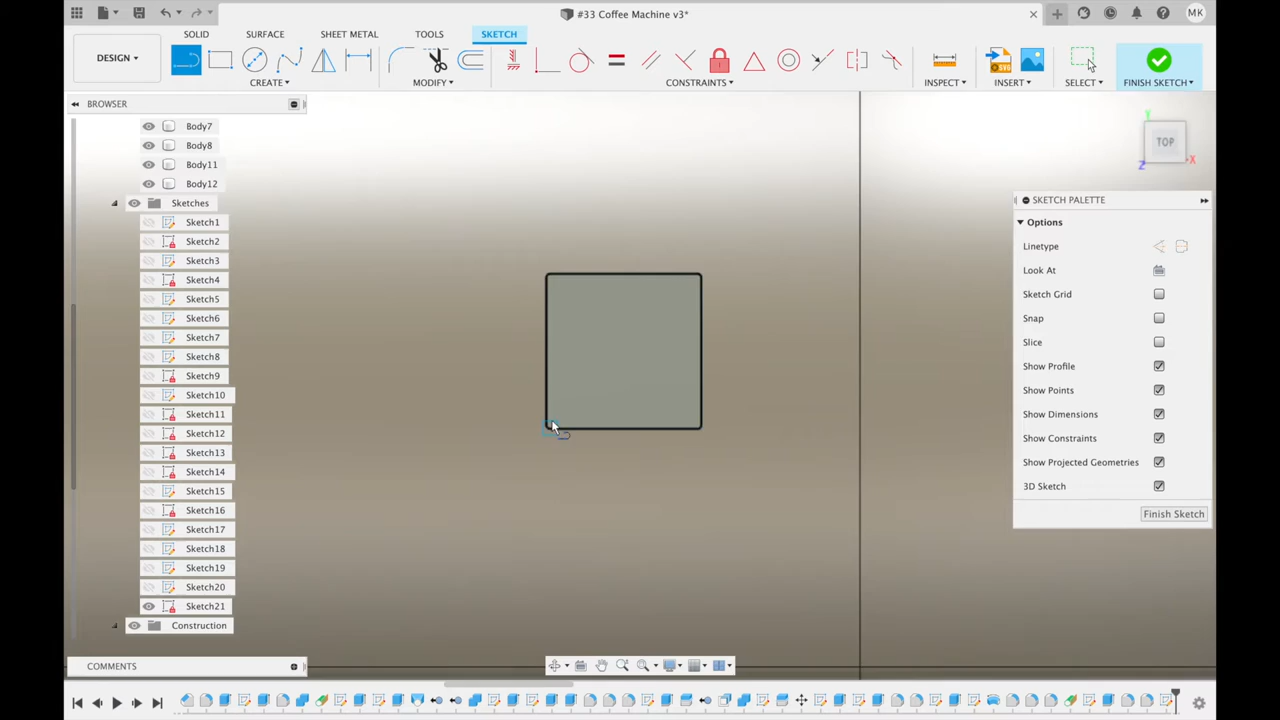 #33 Coffee Machine v3*
MK
DESIGN
SOLID
SURFACE
SHEET METAL
TOOLS
SKETCH
CREATE
MODIFY
CONSTRAINTS
INSPECT
INSERT
SELECT
FINISH SKETCH
BROWSER
Body7
Body8
Body11
Body12
Sketches
Sketch1
Sketch2
Sketch3
Sketch4
Sketch5
Sketch6
Sketch7
Sketch8
Sketch9
Sketch10
Sketch11
Sketch12
Sketch13
Sketch14
Sketch15
Sketch16
Sketch17
Sketch18
Sketch19
Sketch20
Sketch21
Construction
COMMENTS
Y
TOP
Z
X
SKETCH PALETTE
Options
Linetype
Look At
Sketch Grid
Snap
Slice
Show Profile
Show Points
Show Dimensions
Show Constraints
Show Projected Geometries
3D Sketch
Finish Sketch